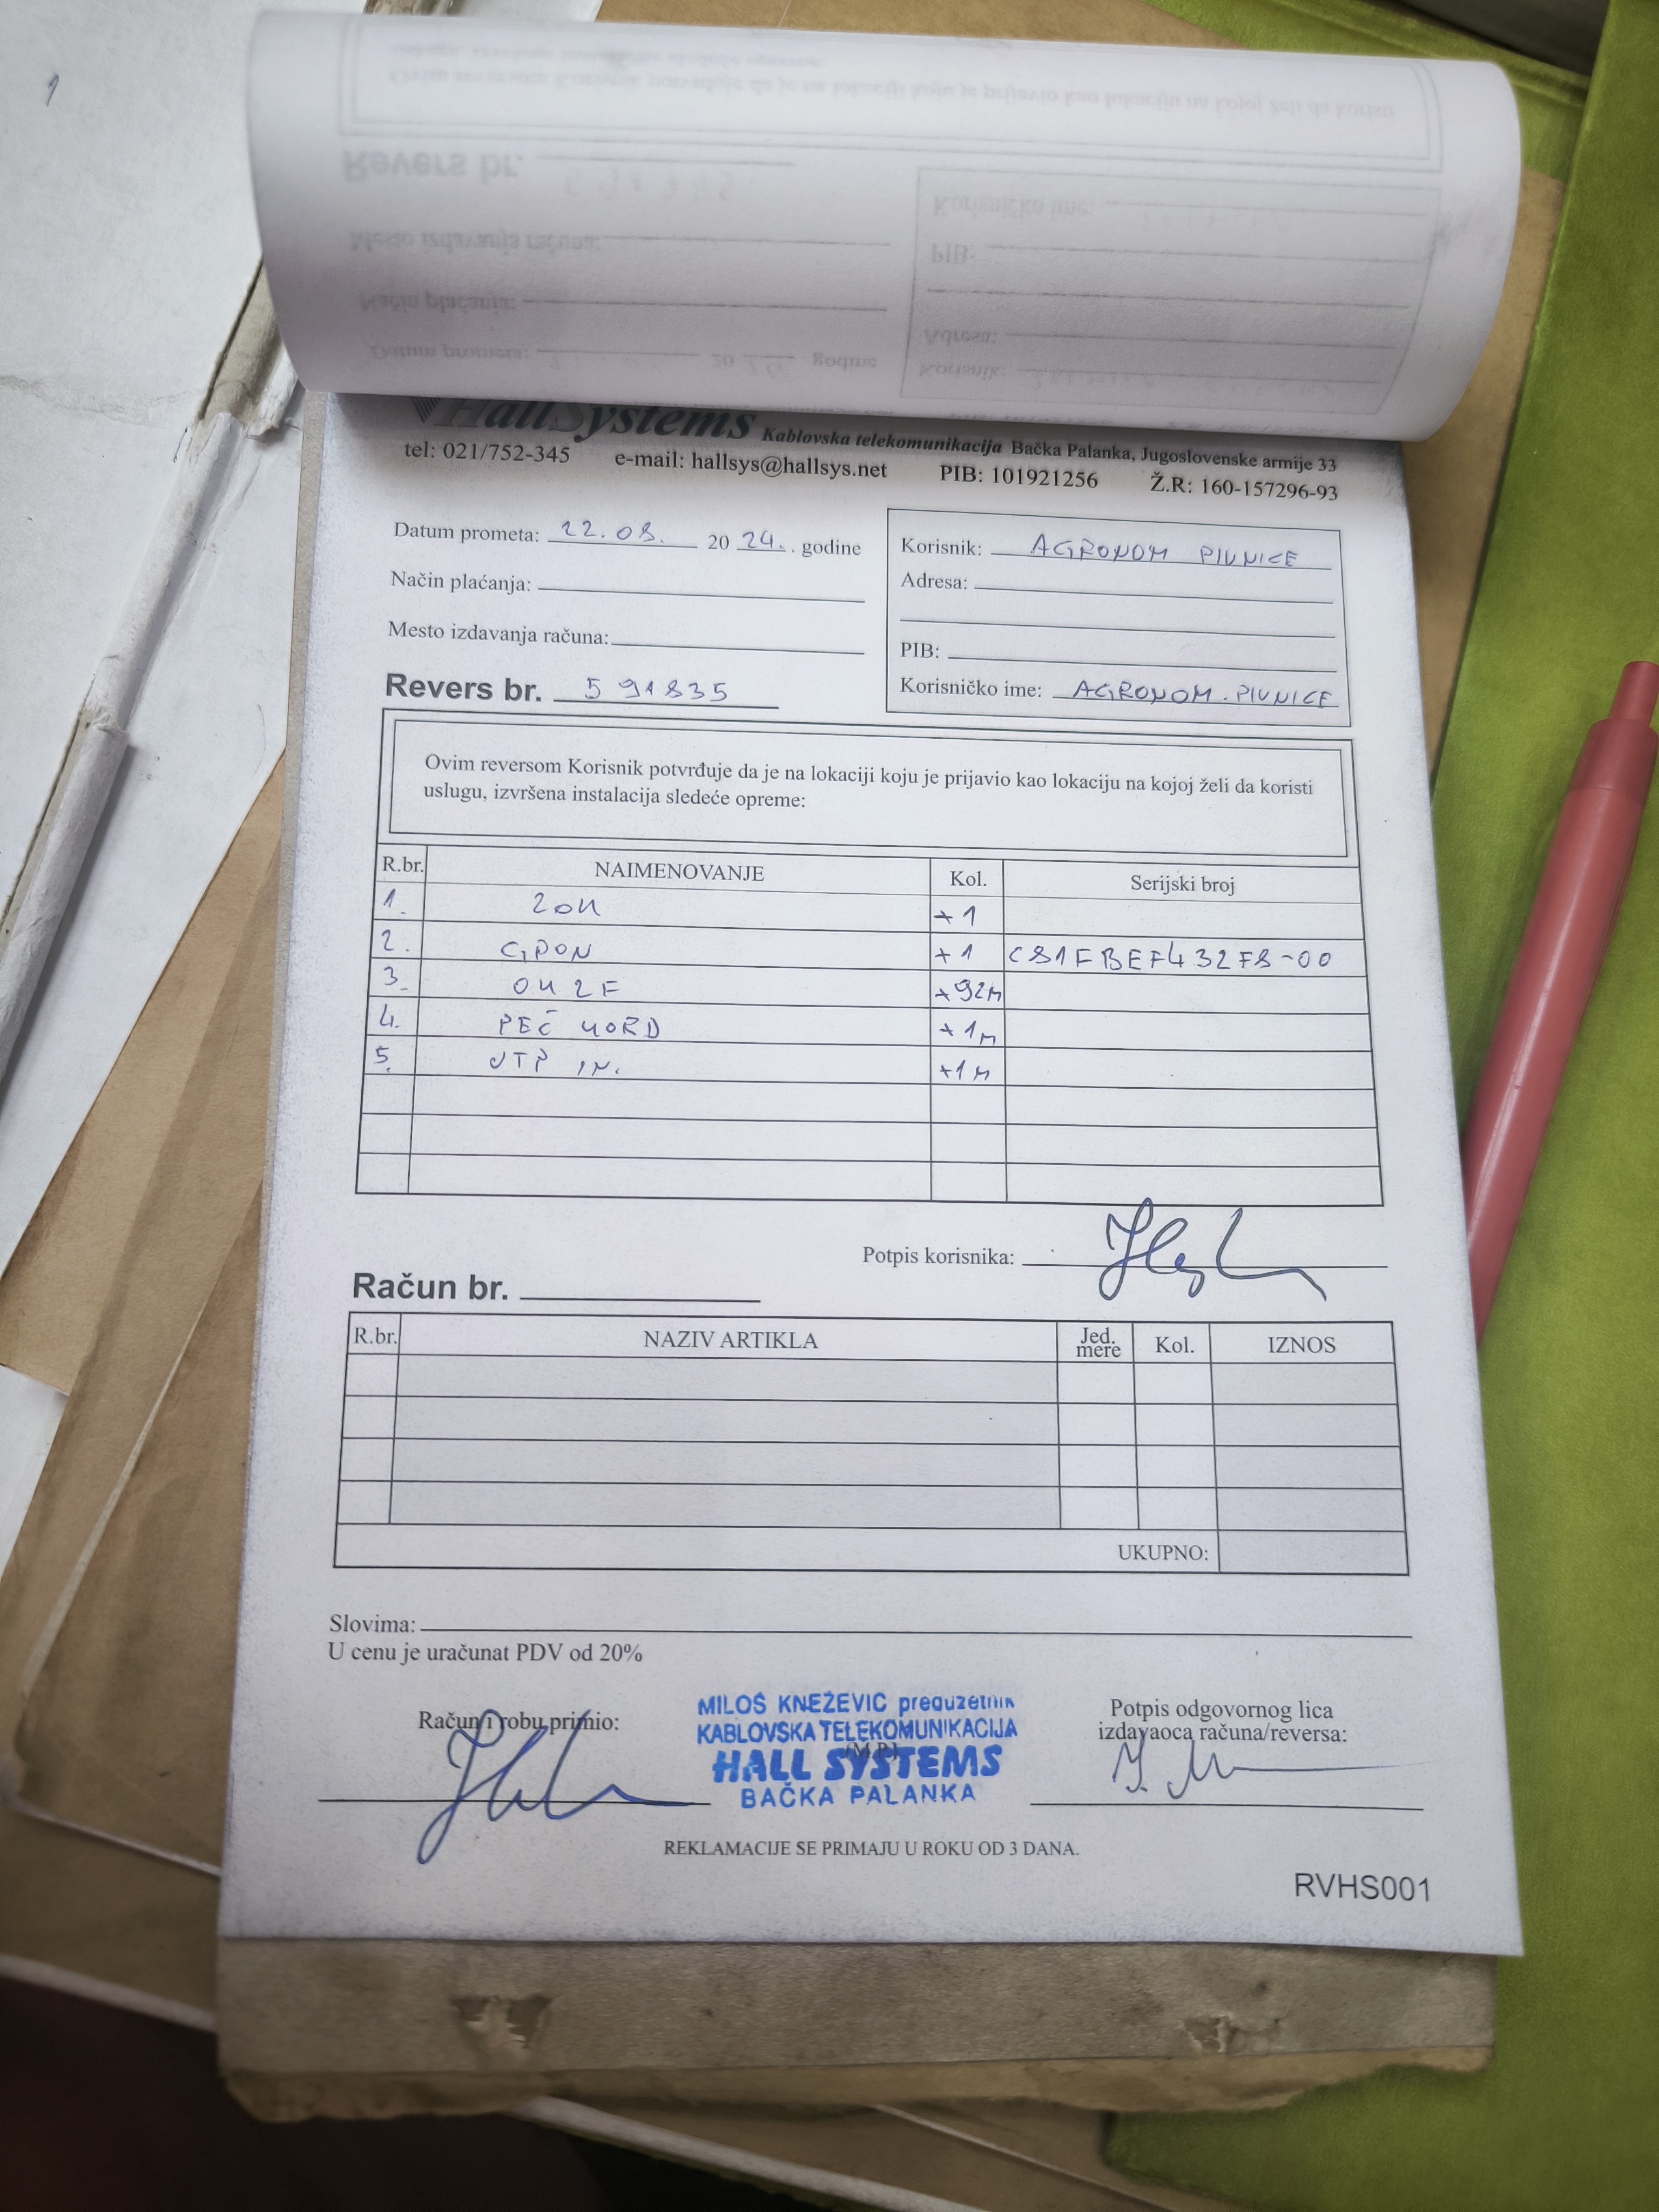 HallSystems Kablovska telekomunikacija Bačka Palanka, Jugoslovenske armije 33
tel: 021/752-345 e-mail: hallsys@hallsys.net PIB: 101921256 Ž.R: 160-157296-93
Datum prometa: 22.08. 2024. godine
Način plaćanja:
Mesto izdavanja računa:
Revers br. 591835
Korisnik: AGRONOM PIVNICE
Adresa:
PIB:
Korisničko ime: AGRONOM.PIVNICE
Ovim reversom Korisnik potvrđuje da je na lokaciji koju je prijavio kao lokaciju na kojoj želi da koristi
uslugu, izvršena instalacija sledeće opreme:
R.br. NAIMENOVANJE Kol. Serijski broj
1. +1
2. GPON +1 C81FBEF432F8-00
3. +92M
4. PEČ +1M
5. UTP IN. +1M
Potpis korisnika:
Račun br.
R.br. NAZIV ARTIKLA Jed. mere Kol. IZNOS
UKUPNO:
Slovima:
U cenu je uračunat PDV od 20%
Račun i robu primio:
MILOŠ KNEŽEVIĆ preduzetnik
KABLOVSKA TELEKOMUNIKACIJA
(M.P.)
HALL SYSTEMS
BAČKA PALANKA
Potpis odgovornog lica
izdavaoca računa/reversa:
REKLAMACIJE SE PRIMAJU U ROKU OD 3 DANA.
RVHS001